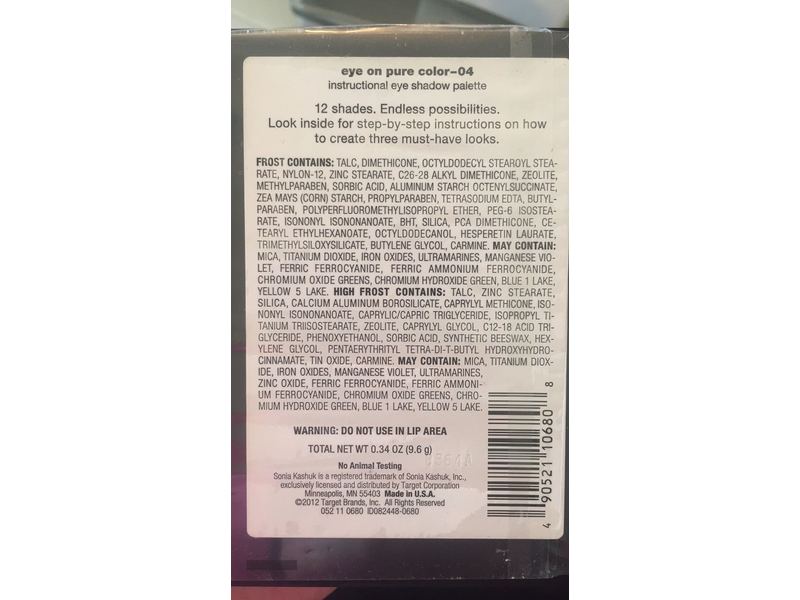 eye on pure color–04
instructional eye shadow palette
12 shades. Endless possibilities.
Look inside for step-by-step instructions on how
to create three must-have looks.
FROST CONTAINS: TALC, DIMETHICONE, OCTYLDODECYL STEAROYL STEA-
RATE, NYLON-12, ZINC STEARATE, C26-28 ALKYL DIMETHICONE, ZEOLITE,
METHYLPARABEN, SORBIC ACID, ALUMINUM STARCH OCTENYLSUCCINATE,
ZEA MAYS (CORN) STARCH, PROPYLPARABEN, TETRASODIUM EDTA, BUTYL-
PARABEN, POLYPERFLUOROMETHYLISOPROPYL ETHER, PEG-6 ISOSTEA-
RATE, ISONONYL ISONONANOATE, BHT, SILICA, PCA DIMETHICONE, CE-
TEARYL ETHYLHEXANOATE, OCTYLDODECANOL, HESPERETIN LAURATE,
TRIMETHYLSILOXYSILICATE, BUTYLENE GLYCOL, CARMINE. MAY CONTAIN:
MICA, TITANIUM DIOXIDE, IRON OXIDES, ULTRAMARINES, MANGANESE VIO-
LET, FERRIC FERROCYANIDE, FERRIC AMMONIUM FERROCYANIDE,
CHROMIUM OXIDE GREENS, CHROMIUM HYDROXIDE GREEN, BLUE 1 LAKE,
YELLOW 5 LAKE. HIGH FROST CONTAINS: TALC, ZINC STEARATE,
SILICA, CALCIUM ALUMINUM BOROSILICATE, CAPRYLYL METHICONE, ISO-
NONYL ISONONANOATE, CAPRYLIC/CAPRIC TRIGLYCERIDE, ISOPROPYL TI-
TANIUM TRIISOSTEARATE, ZEOLITE, CAPRYLYL GLYCOL, C12-18 ACID TRI-
GLYCERIDE, PHENOXYETHANOL, SORBIC ACID, SYNTHETIC BEESWAX, HEX-
YLENE GLYCOL, PENTAERYTHRITYL TETRA-DI-T-BUTYL HYDROXYHYDRO-
CINNAMATE, TIN OXIDE, CARMINE. MAY CONTAIN: MICA, TITANIUM DIOX-
IDE, IRON OXIDES, MANGANESE VIOLET, ULTRAMARINES,
ZINC OXIDE, FERRIC FERROCYANIDE, FERRIC AMMONI-
UM FERROCYANIDE, CHROMIUM OXIDE GREENS, CHRO-
MIUM HYDROXIDE GREEN, BLUE 1 LAKE, YELLOW 5 LAKE.
WARNING: DO NOT USE IN LIP AREA
TOTAL NET WT 0.34 OZ (9.6 g)
No Animal Testing
Sonia Kashuk is a registered trademark of Sonia Kashuk, Inc.,
exclusively licensed and distributed by Target Corporation
Minneapolis, MN 55403 Made in U.S.A.
©2012 Target Brands, Inc. All Rights Reserved
052 11 0680 ID082448-0680
4 90521 10680 8